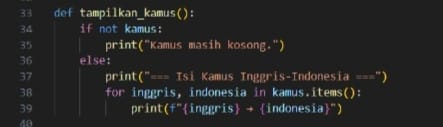 33 def tampilkan_kamus():
34     if not kamus:
35         print("Kamus masih kosong.")
36     else:
37         print("=== Isi Kamus Inggris-Indonesia ===")
38         for inggris, indonesia in kamus.items():
39             print(f"{inggris} → {indonesia}")
40